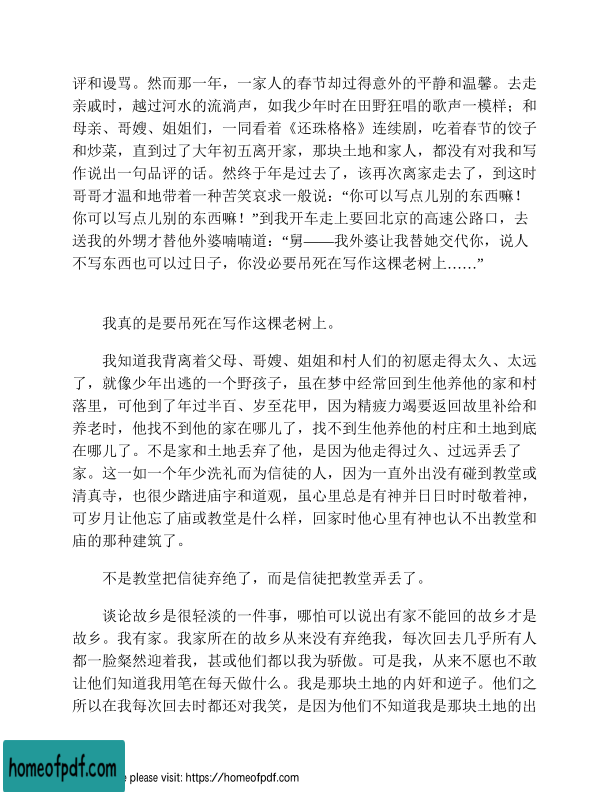 评和谩骂。然而那一年，一家人的春节却过得意外的平静和温馨。去走
亲戚时，越过河水的流淌声，如我少年时在田野狂唱的歌声一模样；和
母亲、哥嫂、姐姐们，一同看着《还珠格格》连续剧，吃着春节的饺子
和炒菜，直到过了大年初五离开家，那块土地和家人，都没有对我和写
作说出一句品评的话。然终于年是过去了，该再次离家走去了，到这时
哥哥才温和地带着一种苦笑哀求一般说：“你可以写点儿别的东西嘛！
你可以写点儿别的东西嘛！”到我开车走上要回北京的高速公路口，去
送我的外甥才替他外婆喃喃道：“舅——我外婆让我替她交代你，说人
不写东西也可以过日子，你没必要吊死在写作这棵老树上……”
我真的是要吊死在写作这棵老树上。
我知道我背离着父母、哥嫂、姐姐和村人们的初愿走得太久、太远
了，就像少年出逃的一个野孩子，虽在梦中经常回到生他养他的家和村
落里，可他到了年过半百、岁至花甲，因为精疲力竭要返回故里补给和
养老时，他找不到他的家在哪儿了，找不到生他养他的村庄和土地到底
在哪儿了。不是家和土地丢弃了他，是因为他走得过久、过远弄丢了
家。这一如一个年少洗礼而为信徒的人，因为一直外出没有碰到教堂或
清真寺，也很少踏进庙宇和道观，虽心里总是有神并日日时时敬着神，
可岁月让他忘了庙或教堂是什么样，回家时他心里有神也认不出教堂和
庙的那种建筑了。
不是教堂把信徒弃绝了，而是信徒把教堂弄丢了。
谈论故乡是很轻淡的一件事，哪怕可以说出有家不能回的故乡才是
故乡。我有家。我家所在的故乡从来没有弃绝我，每次回去几乎所有人
都一脸粲然迎着我，甚或他们都以我为骄傲。可是我，从来不愿也不敢
让他们知道我用笔在每天做什么。我是那块土地的内奸和逆子。他们之
所以在我每次回去时都还对我笑，是因为他们不知道我是那块土地的出
homeofpdf.com
e please visit: https://homeofpdf.com